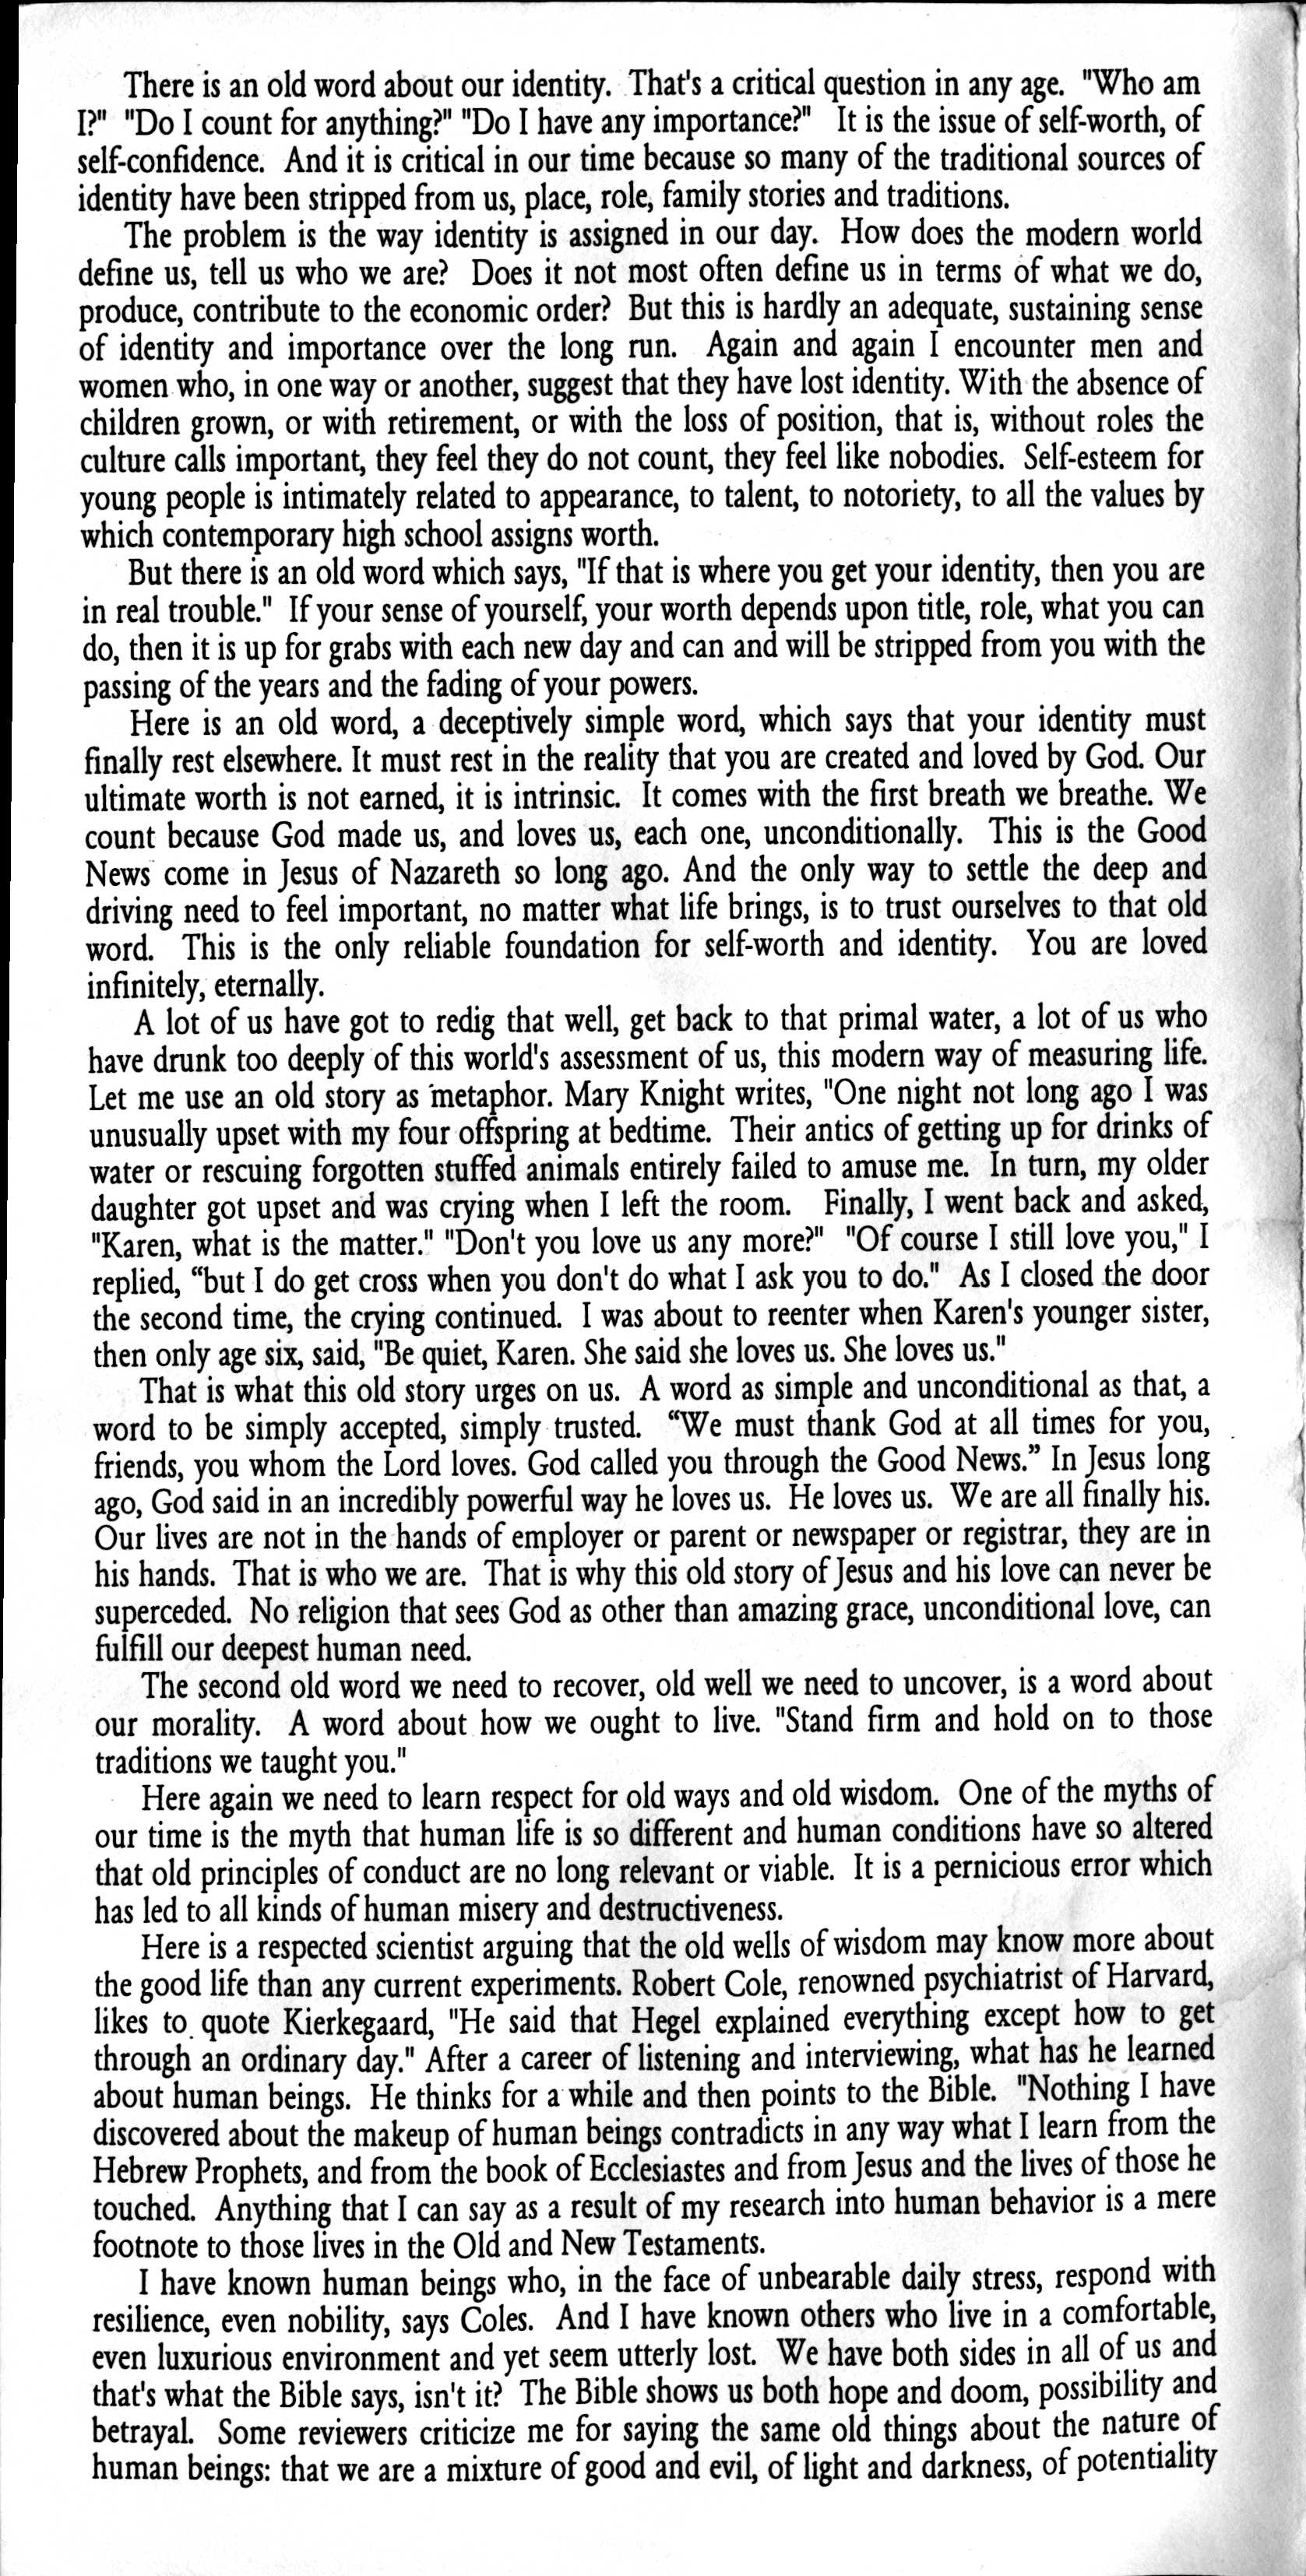 There is an old word about our identity. That's a critical question in any age. "Who am
I?" "Do I count for anything?" "Do I have any importance?" It is the issue of self-worth, of
self-confidence. And it is critical in our time because so many of the traditional sources of
identity have been stripped from us, place, role, family stories and traditions.
The problem is the way identity is assigned in our day. How does the modern world
define us, tell us who we are? Does it not most often define us in terms of what we do,
produce, contribute to the economic order? But this is hardly an adequate, sustaining sense
of identity and importance over the long run. Again and again I encounter men and
women who, in one way or another, suggest that they have lost identity. With the absence of
children grown, or with retirement, or with the loss of position, that is, without roles the
culture calls important, they feel they do not count, they feel like nobodies. Self-esteem for
young people is intimately related to appearance, to talent, to notoriety, to all the values by
which contemporary high school assigns worth.
But there is an old word which says, "If that is where you get your identity, then you are
in real trouble." If your sense of yourself, your worth depends upon title, role, what you can
do, then it is up for grabs with each new day and can and will be stripped from you with the
passing of the years and the fading of your powers.
Here is an old word, a deceptively simple word, which says that your identity must
finally rest elsewhere. It must rest in the reality that you are created and loved by God. Our
ultimate worth is not earned, it is intrinsic. It comes with the first breath we breathe. We
count because God made us, and loves us, each one, unconditionally. This is the Good
News come in Jesus of Nazareth so long ago. And the only way to settle the deep and
driving need to feel important, no matter what life brings, is to trust ourselves to that old
word. This is the only reliable foundation for self-worth and identity. You are loved
infinitely, eternally.
A lot of us have got to redig that well, get back to that primal water, a lot of us who
have drunk too deeply of this world's assessment of us, this modern way of measuring life.
Let me use an old story as metaphor. Mary Knight writes, "One night not long ago I was
unusually upset with my four offspring at bedtime. Their antics of getting up for drinks of
water or rescuing forgotten stuffed animals entirely failed to amuse me. In turn, my older
daughter got upset and was crying when I left the room. Finally, I went back and asked,
"Karen, what is the matter." "Don't you love us any more?" "Of course I still love you," I
replied, “but I do get cross when you don't do what I ask you to do." As I closed the door
the second time, the crying continued. I was about to reenter when Karen's younger sister,
then only age six, said, "Be quiet, Karen. She said she loves us. She loves us."
That is what this old story urges on us. A word as simple and unconditional as that, a
word to be simply accepted, simply trusted. “We must thank God at all times for you,
friends, you whom the Lord loves. God called you through the Good News.” In Jesus long
ago, God said in an incredibly powerful way he loves us. He loves us. We are all finally his.
Our lives are not in the hands of employer or parent or newspaper or registrar, they are in
his hands. That is who we are. That is why this old story of Jesus and his love can never be
superceded. No religion that sees God as other than amazing grace, unconditional love, can
fulfill our deepest human need.
The second old word we need to recover, old well we need to uncover, is a word about
our morality. A word about how we ought to live. "Stand firm and hold on to those
traditions we taught you."
Here again we need to learn respect for old ways and old wisdom. One of the myths of
our time is the myth that human life is so different and human conditions have so altered
that old principles of conduct are no long relevant or viable. It is a pernicious error which
has led to all kinds of human misery and destructiveness.
Here is a respected scientist arguing that the old wells of wisdom may know more about
the good life than any current experiments. Robert Cole, renowned psychiatrist of Harvard,
likes to quote Kierkegaard, "He said that Hegel explained everything except how to get
through an ordinary day." After a career of listening and interviewing, what has he learned
about human beings. He thinks for a while and then points to the Bible. "Nothing I have
discovered about the makeup of human beings contradicts in any way what I learn from the
Hebrew Prophets, and from the book of Ecclesiastes and from Jesus and the lives of those he
touched. Anything that I can say as a result of my research into human behavior is a mere
footnote to those lives in the Old and New Testaments.
I have known human beings who, in the face of unbearable daily stress, respond with
resilience, even nobility, says Coles. And I have known others who live in a comfortable,
even luxurious environment and yet seem utterly lost. We have both sides in all of us and
that's what the Bible says, isn't it? The Bible shows us both hope and doom, possibility and
betrayal. Some reviewers criticize me for saying the same old things about the nature of
human beings: that we are a mixture of good and evil, of light and darkness, of potentiality